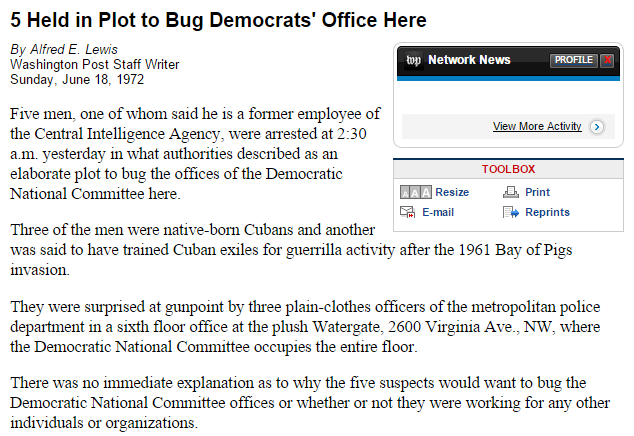 5 Held in Plot to Bug Democrats' Office Here
By Alfred E. Lewis
Washington Post Staff Writer
Sunday, June 18, 1972
wp Network News PROFILE X
View More Activity
TOOLBOX
AAA Resize Print
E-mail Reprints
Five men, one of whom said he is a former employee of
the Central Intelligence Agency, were arrested at 2:30
a.m. yesterday in what authorities described as an
elaborate plot to bug the offices of the Democratic
National Committee here.
Three of the men were native-born Cubans and another
was said to have trained Cuban exiles for guerrilla activity after the 1961 Bay of Pigs
invasion.
They were surprised at gunpoint by three plain-clothes officers of the metropolitan police
department in a sixth floor office at the plush Watergate, 2600 Virginia Ave., NW, where
the Democratic National Committee occupies the entire floor.
There was no immediate explanation as to why the five suspects would want to bug the
Democratic National Committee offices or whether or not they were working for any other
individuals or organizations.